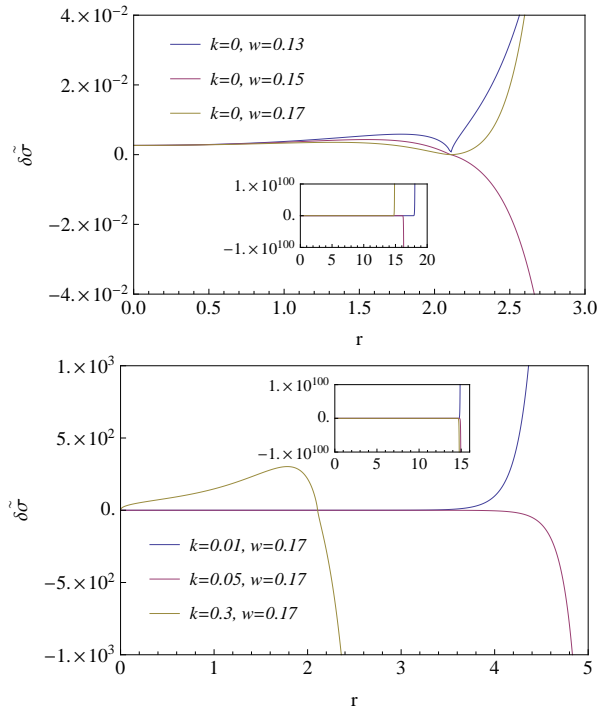 4.×10⁻²
2.×10⁻²
0.
−2.×10⁻²
−4.×10⁻²
δσ̃
k=0, w=0.13
k=0, w=0.15
k=0, w=0.17
1.×10¹⁰⁰
0.
−1.×10¹⁰⁰
0 5 10 15 20
0.0 0.5 1.0 1.5 2.0 2.5 3.0
r
1.×10³
5.×10²
0.
−5.×10²
−1.×10³
δσ̃
1.×10¹⁰⁰
0.
−1.×10¹⁰⁰
0 5 10 15
k=0.01, w=0.17
k=0.05, w=0.17
k=0.3, w=0.17
0 1 2 3 4 5
r